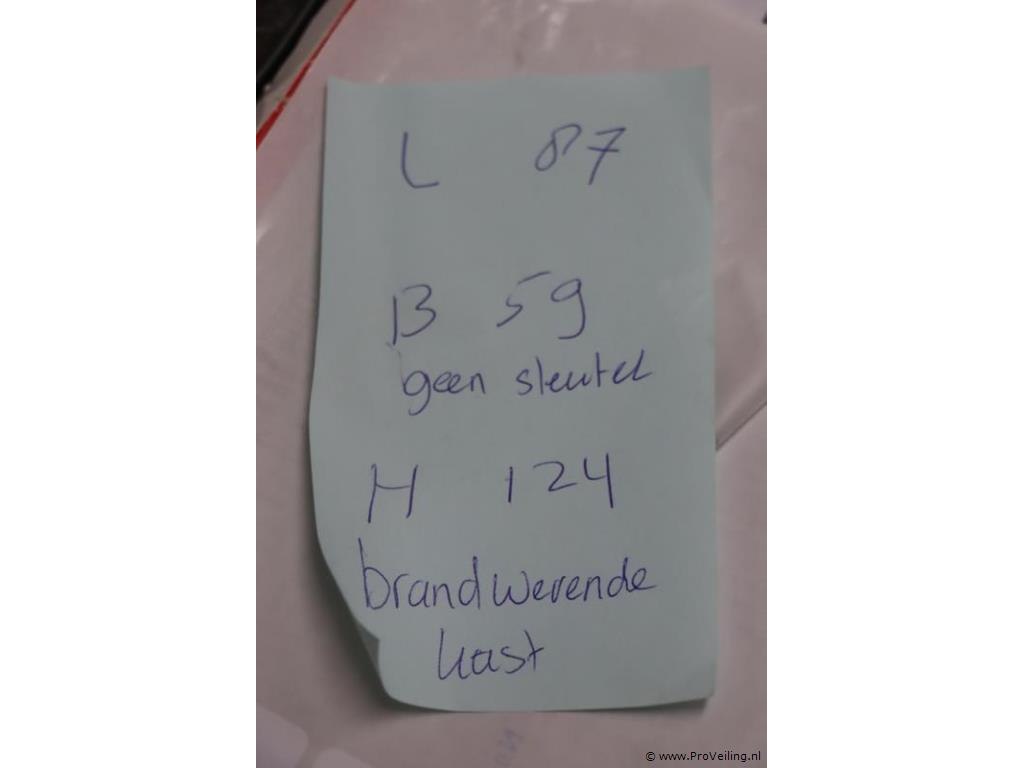 L 87
B 59
geen sleutel
H 124
brandwerende
kast
© www.ProVeiling.nl